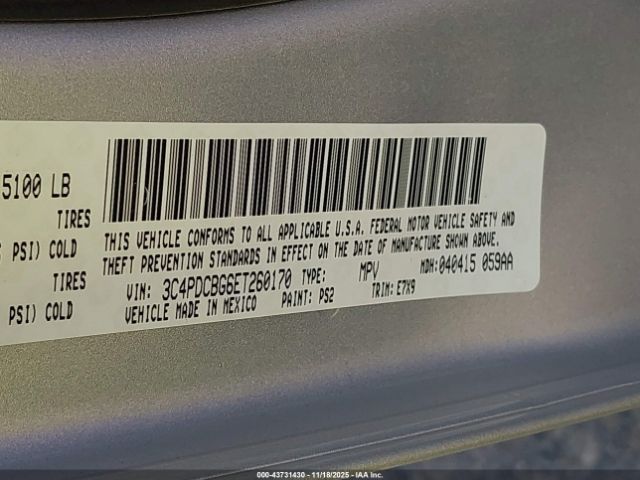 5100 LB
TIRES
PSI) COLD
TIRES
PSI) COLD
THIS VEHICLE CONFORMS TO ALL APPLICABLE U.S.A. FEDERAL MOTOR VEHICLE SAFETY AND
THEFT PREVENTION STANDARDS IN EFFECT ON THE DATE OF MANUFACTURE SHOWN ABOVE.
VIN: 3C4PDCBG6ET260170 TYPE: MPV MDH: 040415 059AA
VEHICLE MADE IN MEXICO PAINT: PS2 TRIM: E7X9
000-43731430 - 11/18/2025 - IAAI.COM